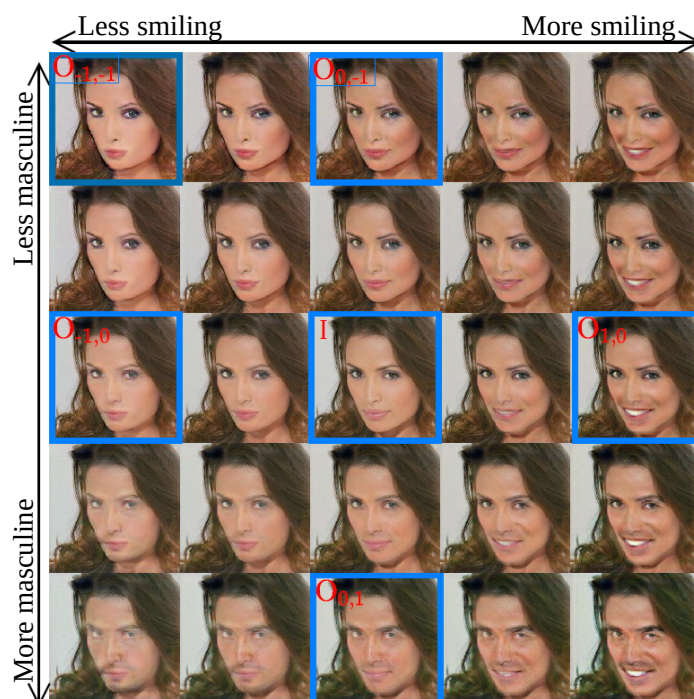 Less smiling More smiling
O-1,-1 O0,-1
Less masculine
O-1,0 I O1,0
More masculine
O0,1